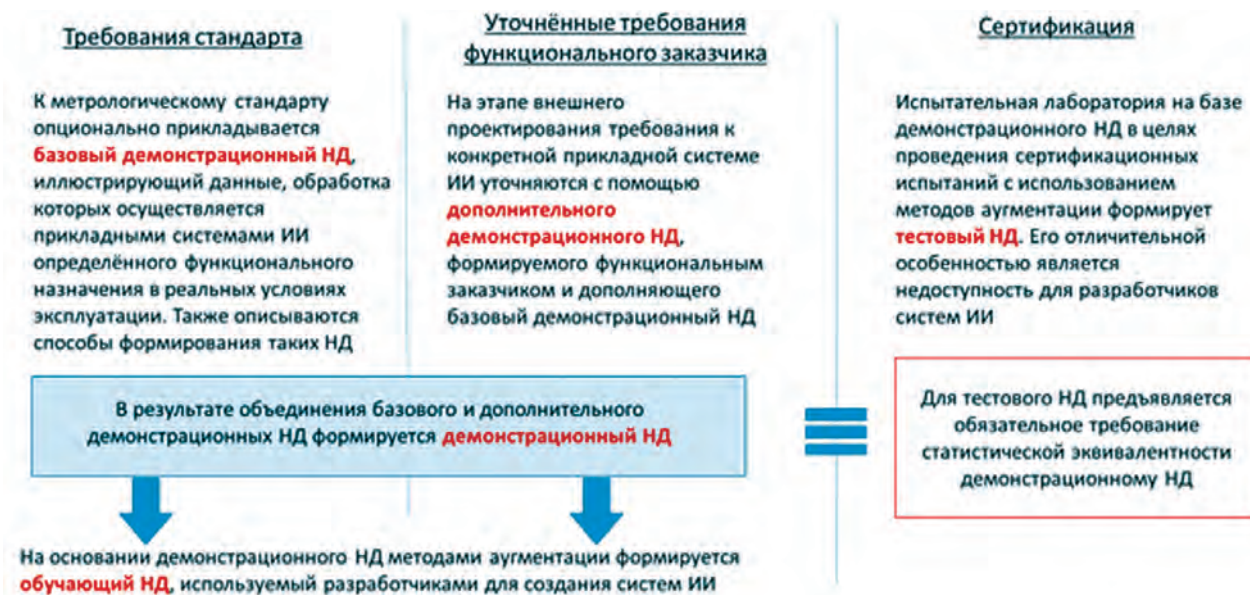 Требования стандарта
К метрологическому стандарту
опционально прикладывается
базовый демонстрационный НД,
иллюстрирующий данные, обработка
которых осуществляется
прикладными системами ИИ
определённого функционального
назначения в реальных условиях
эксплуатации. Также описываются
способы формирования таких НД
Уточнённые требования
функционального заказчика
На этапе внешнего
проектирования требования к
конкретной прикладной системе
ИИ уточняются с помощью
дополнительного
демонстрационного НД,
формируемого функциональным
заказчиком и дополняющего
базовый демонстрационный НД
Сертификация
Испытательная лаборатория на базе
демонстрационного НД в целях
проведения сертификационных
испытаний с использованием
методов аугментации формирует
тестовый НД. Его отличительной
особенностью является
недоступность для разработчиков
систем ИИ
В результате объединения базового и дополнительного
демонстрационных НД формируется демонстрационный НД
Для тестового НД предъявляется
обязательное требование
статистической эквивалентности
демонстрационному НД
На основании демонстрационного НД методами аугментации формируется
обучающий НД, используемый разработчиками для создания систем ИИ